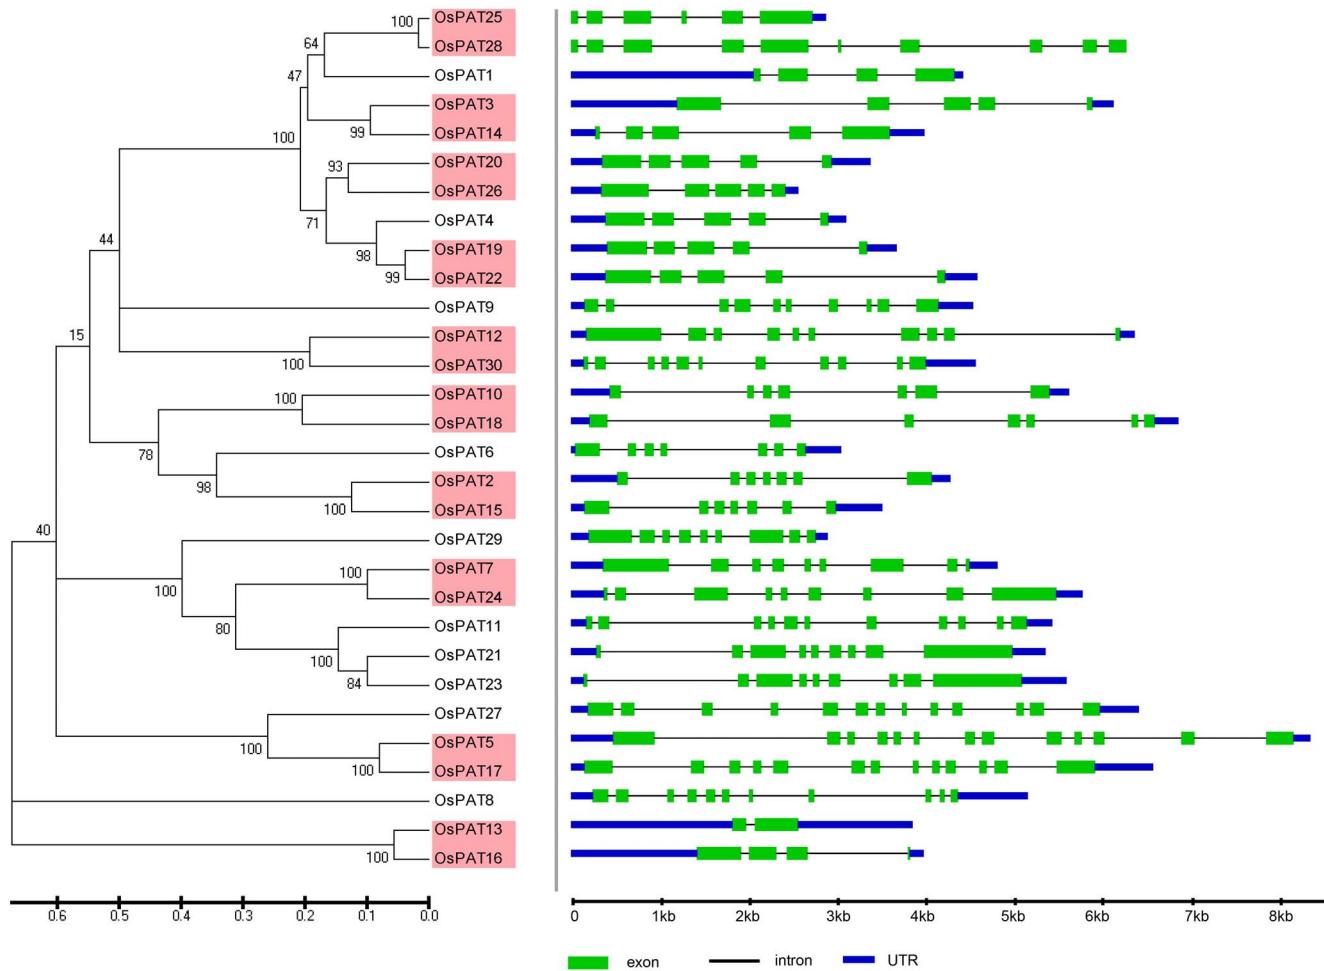 OsPAT25
100
OsPAT28
64
OsPAT1
47
OsPAT3
99
OsPAT14
100
OsPAT20
93
OsPAT26
71
OsPAT4
98
OsPAT19
99
OsPAT22
44
OsPAT9
OsPAT12
100
OsPAT30
15
OsPAT10
100
OsPAT18
78
OsPAT6
98
OsPAT2
100
OsPAT15
40
OsPAT29
100
OsPAT7
100
OsPAT24
80
OsPAT11
100
OsPAT21
84
OsPAT23
OsPAT27
100
OsPAT5
100
OsPAT17
OsPAT8
OsPAT13
100
OsPAT16
0.6 0.5 0.4 0.3 0.2 0.1 0.0
0 1kb 2kb 3kb 4kb 5kb 6kb 7kb 8kb
exon intron UTR